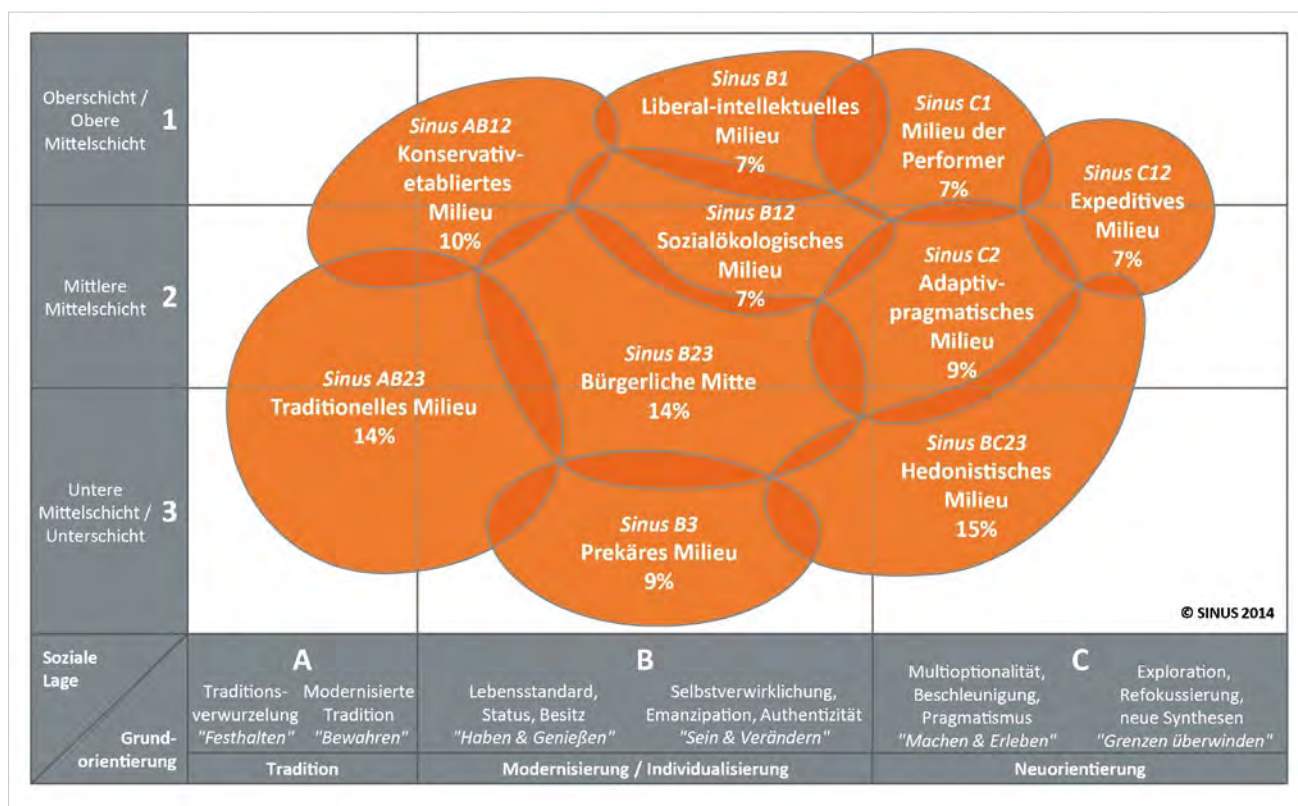 Oberschicht /
Obere
Mittelschicht
1
Mittlere
Mittelschicht
2
Untere
Mittelschicht /
Unterschicht
3
Sinus AB12
Konservativ-
etabliertes
Milieu
10%
Sinus B1
Liberal-intellektuelles
Milieu
7%
Sinus C1
Milieu der
Performer
7%
Sinus C12
Expeditives
Milieu
7%
Sinus B12
Sozialökologisches
Milieu
7%
Sinus C2
Adaptiv-
pragmatisches
Milieu
9%
Sinus AB23
Traditionelles Milieu
14%
Sinus B23
Bürgerliche Mitte
14%
Sinus BC23
Hedonistisches
Milieu
15%
Sinus B3
Prekäres Milieu
9%
© SINUS 2014
Soziale
Lage
Grund-
orientierung
A
Traditions-
verwurzelung
"Festhalten"
Modernisierte
Tradition
"Bewahren"
Tradition
B
Lebensstandard,
Status, Besitz
"Haben & Genießen"
Selbstverwirklichung,
Emanzipation, Authentizität
"Sein & Verändern"
Modernisierung / Individualisierung
C
Multioptionalität,
Beschleunigung,
Pragmatismus
"Machen & Erleben"
Exploration,
Refokussierung,
neue Synthesen
"Grenzen überwinden"
Neuorientierung